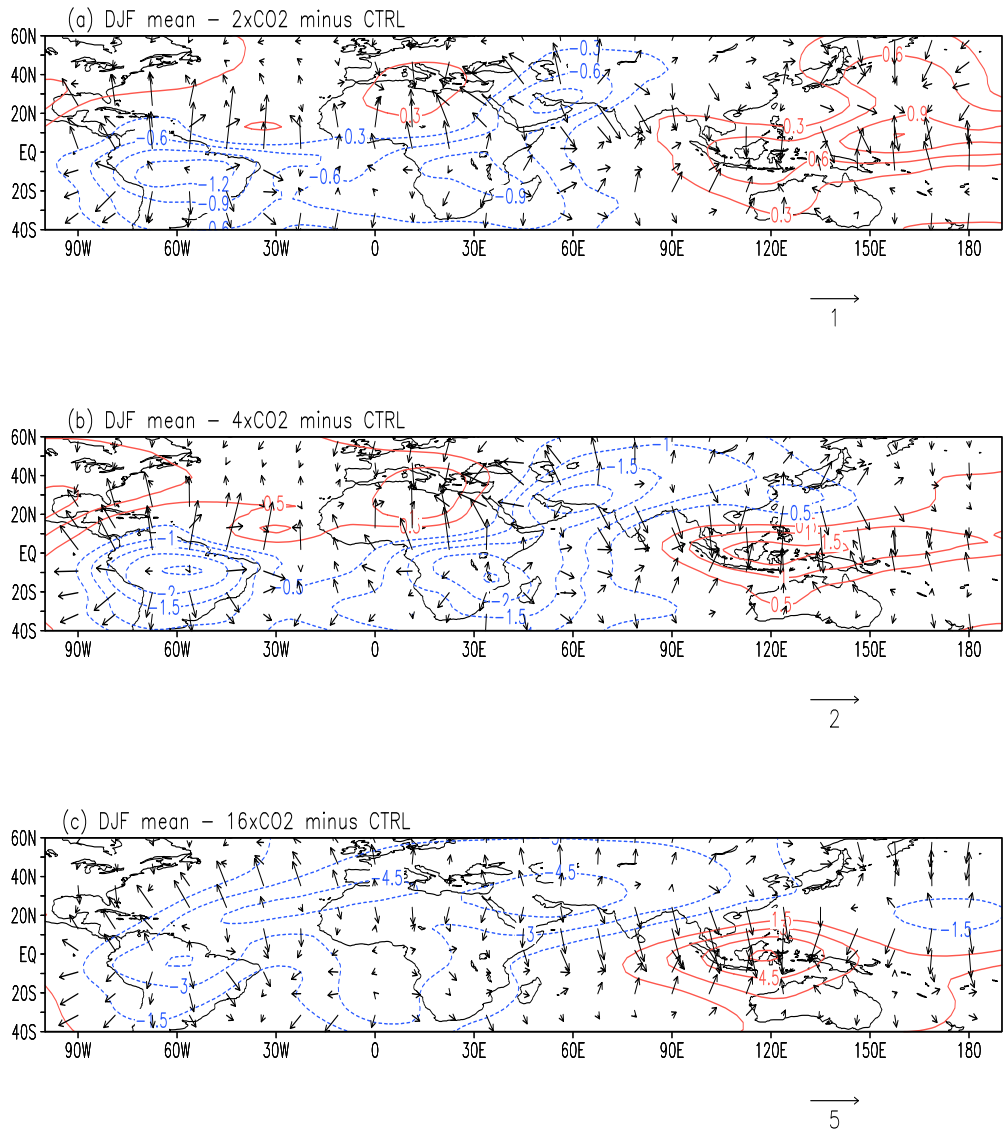 (a) DJF mean – 2xCO2 minus CTRL
60N
40N
20N
EQ
20S
40S
−0.3
−0.6
0.6
0.3
0.9
−0.6
0.3
0.3
−0.6
0.6
−1.2
−0.9
−0.9
0.3
90W 60W 30W 0 30E 60E 90E 120E 150E 180
1
(b) DJF mean – 4xCO2 minus CTRL
60N
40N
20N
EQ
20S
40S
−1
−1.5
0.5
−0.5
−1
1.5
−2
−1.5
0.5
−2
−1.5
0.5
90W 60W 30W 0 30E 60E 90E 120E 150E 180
2
(c) DJF mean – 16xCO2 minus CTRL
60N
40N
20N
EQ
20S
40S
−4.5
−4.5
1.5
−1.5
−3
−3
4.5
1.5
90W 60W 30W 0 30E 60E 90E 120E 150E 180
5